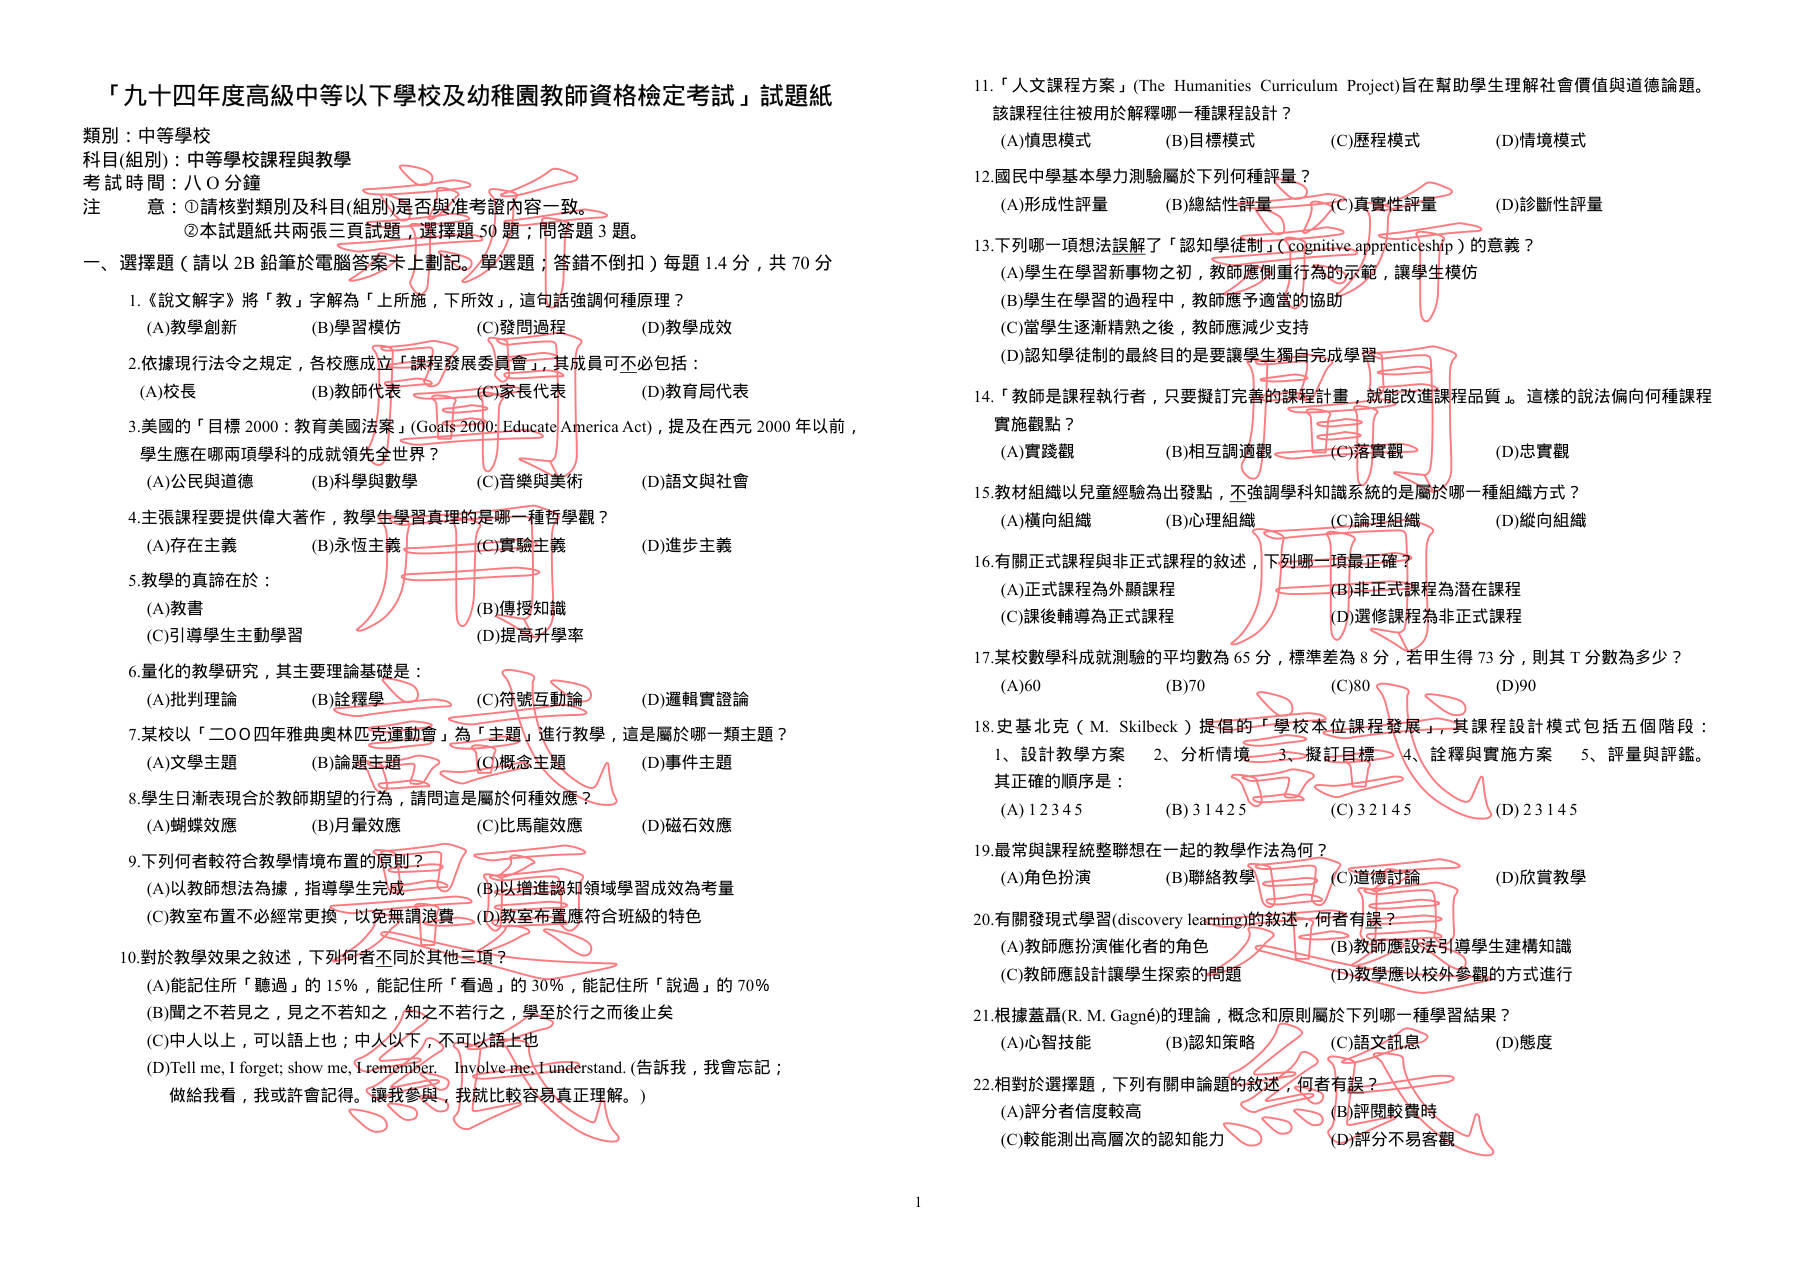 「九十四年度高級中等以下學校及幼稚園教師資格檢定考試」試題紙
類別：中等學校
科目(組別)：中等學校課程與教學
考試時間：八 O 分鐘
注　　意：①請核對類別及科目(組別)是否與准考證內容一致。
②本試題紙共兩張三頁試題，選擇題 50 題；問答題 3 題。
一、選擇題（請以 2B 鉛筆於電腦答案卡上劃記。單選題；答錯不倒扣）每題 1.4 分，共 70 分
1.《說文解字》將「教」字解為「上所施，下所效」，這句話強調何種原理？
(A)教學創新 (B)學習模仿 (C)發問過程 (D)教學成效
2.依據現行法令之規定，各校應成立「課程發展委員會」，其成員可不必包括：
(A)校長 (B)教師代表 (C)家長代表 (D)教育局代表
3.美國的「目標 2000：教育美國法案」(Goals 2000: Educate America Act)，提及在西元 2000 年以前，
學生應在哪兩項學科的成就領先全世界？
(A)公民與道德 (B)科學與數學 (C)音樂與美術 (D)語文與社會
4.主張課程要提供偉大著作，教學生學習真理的是哪一種哲學觀？
(A)存在主義 (B)永恆主義 (C)實驗主義 (D)進步主義
5.教學的真諦在於：
(A)教書 (B)傳授知識
(C)引導學生主動學習 (D)提高升學率
6.量化的教學研究，其主要理論基礎是：
(A)批判理論 (B)詮釋學 (C)符號互動論 (D)邏輯實證論
7.某校以「二OO四年雅典奧林匹克運動會」為「主題」進行教學，這是屬於哪一類主題？
(A)文學主題 (B)論題主題 (C)概念主題 (D)事件主題
8.學生日漸表現合於教師期望的行為，請問這是屬於何種效應？
(A)蝴蝶效應 (B)月暈效應 (C)比馬龍效應 (D)磁石效應
9.下列何者較符合教學情境布置的原則？
(A)以教師想法為據，指導學生完成 (B)以增進認知領域學習成效為考量
(C)教室布置不必經常更換，以免無謂浪費 (D)教室布置應符合班級的特色
10.對於教學效果之敘述，下列何者不同於其他三項？
(A)能記住所「聽過」的 15%，能記住所「看過」的 30%，能記住所「說過」的 70%
(B)聞之不若見之，見之不若知之，知之不若行之，學至於行之而後止矣
(C)中人以上，可以語上也；中人以下，不可以語上也
(D)Tell me, I forget; show me, I remember. Involve me, I understand. (告訴我，我會忘記；
做給我看，我或許會記得。讓我參與，我就比較容易真正理解。)
11.「人文課程方案」(The Humanities Curriculum Project)旨在幫助學生理解社會價值與道德論題。
該課程往往被用於解釋哪一種課程設計？
(A)慎思模式 (B)目標模式 (C)歷程模式 (D)情境模式
12.國民中學基本學力測驗屬於下列何種評量？
(A)形成性評量 (B)總結性評量 (C)真實性評量 (D)診斷性評量
13.下列哪一項想法誤解了「認知學徒制」( cognitive apprenticeship ) 的意義？
(A)學生在學習新事物之初，教師應側重行為的示範，讓學生模仿
(B)學生在學習的過程中，教師應予適當的協助
(C)當學生逐漸精熟之後，教師應減少支持
(D)認知學徒制的最終目的是要讓學生獨自完成學習
14.「教師是課程執行者，只要擬訂完善的課程計畫，就能改進課程品質」。這樣的說法偏向何種課程
實施觀點？
(A)實踐觀 (B)相互調適觀 (C)落實觀 (D)忠實觀
15.教材組織以兒童經驗為出發點，不強調學科知識系統的是屬於哪一種組織方式？
(A)橫向組織 (B)心理組織 (C)論理組織 (D)縱向組織
16.有關正式課程與非正式課程的敘述，下列哪一項最正確？
(A)正式課程為外顯課程 (B)非正式課程為潛在課程
(C)課後輔導為正式課程 (D)選修課程為非正式課程
17.某校數學科成就測驗的平均數為 65 分，標準差為 8 分，若甲生得 73 分，則其 T 分數為多少？
(A)60 (B)70 (C)80 (D)90
18.史基北克（M. Skilbeck）提倡的「學校本位課程發展」，其課程設計模式包括五個階段：
1、設計教學方案 2、分析情境 3、擬訂目標 4、詮釋與實施方案 5、評量與評鑑。
其正確的順序是：
(A) 1 2 3 4 5 (B) 3 1 4 2 5 (C) 3 2 1 4 5 (D) 2 3 1 4 5
19.最常與課程統整聯想在一起的教學作法為何？
(A)角色扮演 (B)聯絡教學 (C)道德討論 (D)欣賞教學
20.有關發現式學習(discovery learning)的敘述，何者有誤？
(A)教師應扮演催化者的角色 (B)教師應設法引導學生建構知識
(C)教師應設計讓學生探索的問題 (D)教學應以校外參觀的方式進行
21.根據蓋聶(R. M. Gagné)的理論，概念和原則屬於下列哪一種學習結果？
(A)心智技能 (B)認知策略 (C)語文訊息 (D)態度
22.相對於選擇題，下列有關申論題的敘述，何者有誤？
(A)評分者信度較高 (B)評閱較費時
(C)較能測出高層次的認知能力 (D)評分不易客觀
1
新聞用試題紙
新聞用試題紙